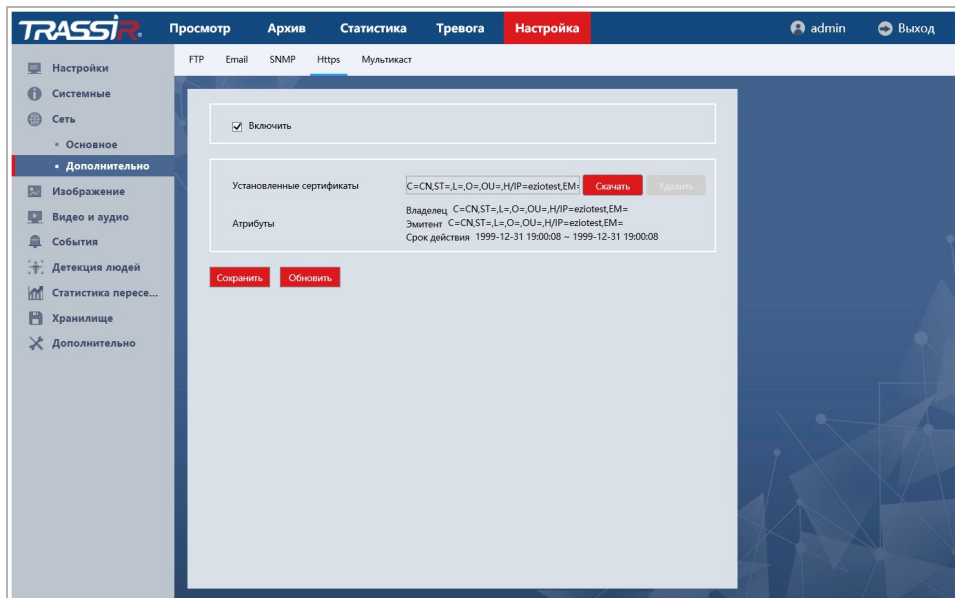 TRASSIR
Просмотр Архив Статистика Тревога Настройка admin Выход
FTP Email SNMP Https Мультикаст
Настройки
Системные
Сеть
Основное
Дополнительно
Изображение
Видео и аудио
События
Детекция людей
Статистика пересе...
Хранилище
Дополнительно
Включить
Установленные сертификаты C=CN,ST=,L=,O=,OU=,H/IP=eziotest,EM= Скачать Удалить
Атрибуты
Владелец C=CN,ST=,L=,O=,OU=,H/IP=eziotest,EM=
Эмитент C=CN,ST=,L=,O=,OU=,H/IP=eziotest,EM=
Срок действия 1999-12-31 19:00:08 ~ 1999-12-31 19:00:08
Сохранить Обновить